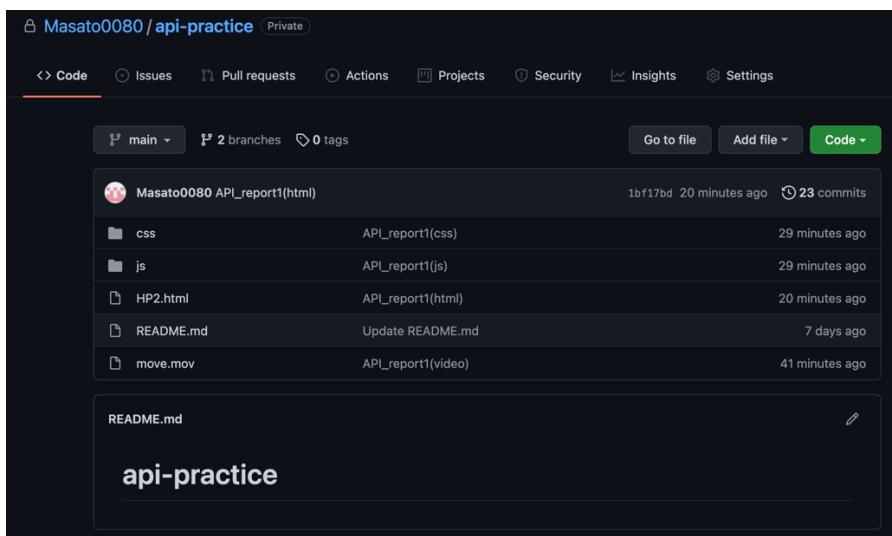 Masato0080 / api-practice Private
<> Code Issues Pull requests Actions Projects Security Insights Settings
main 2 branches 0 tags Go to file Add file Code
Masato0080 API_report1(html) 1bf17bd 20 minutes ago 23 commits
css API_report1(css) 29 minutes ago
js API_report1(js) 29 minutes ago
HP2.html API_report1(html) 20 minutes ago
README.md Update README.md 7 days ago
move.mov API_report1(video) 41 minutes ago
README.md
api-practice